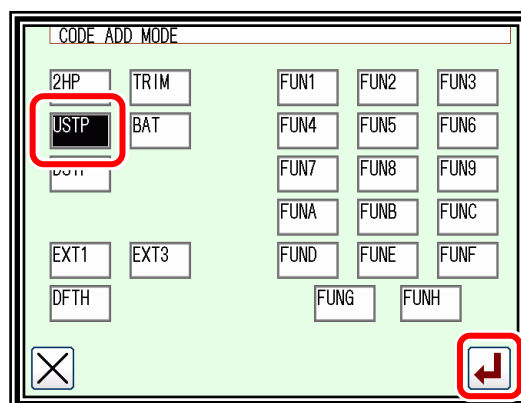 CODE ADD MODE
2HP TRIM FUN1 FUN2 FUN3
USTP BAT FUN4 FUN5 FUN6
FUN7 FUN8 FUN9
FUNA FUNB FUNC
EXT1 EXT3 FUND FUNE FUNF
DFTH FUNG FUNH